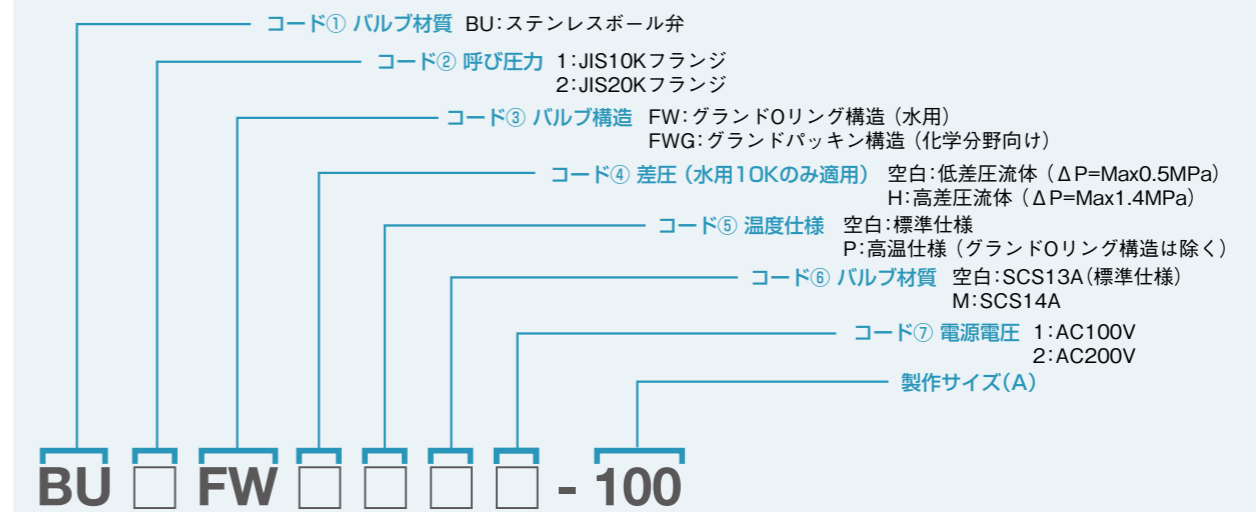 コード① バルブ材質 BU:ステンレスボール弁
コード② 呼び圧力 1:JIS10Kフランジ
2:JIS20Kフランジ
コード③ バルブ構造 FW:グランドOリング構造(水用)
FWG:グランドパッキン構造(化学分野向け)
コード④ 差圧(水用10Kのみ適用) 空白:低差圧流体(ΔP=Max0.5MPa)
H:高差圧流体(ΔP=Max1.4MPa)
コード⑤ 温度仕様 空白:標準仕様
P:高温仕様(グランドOリング構造は除く)
コード⑥ バルブ材質 空白:SCS13A(標準仕様)
M:SCS14A
コード⑦ 電源電圧 1:AC100V
2:AC200V
製作サイズ(A)
BU □ FW □ □ □ □ - 100